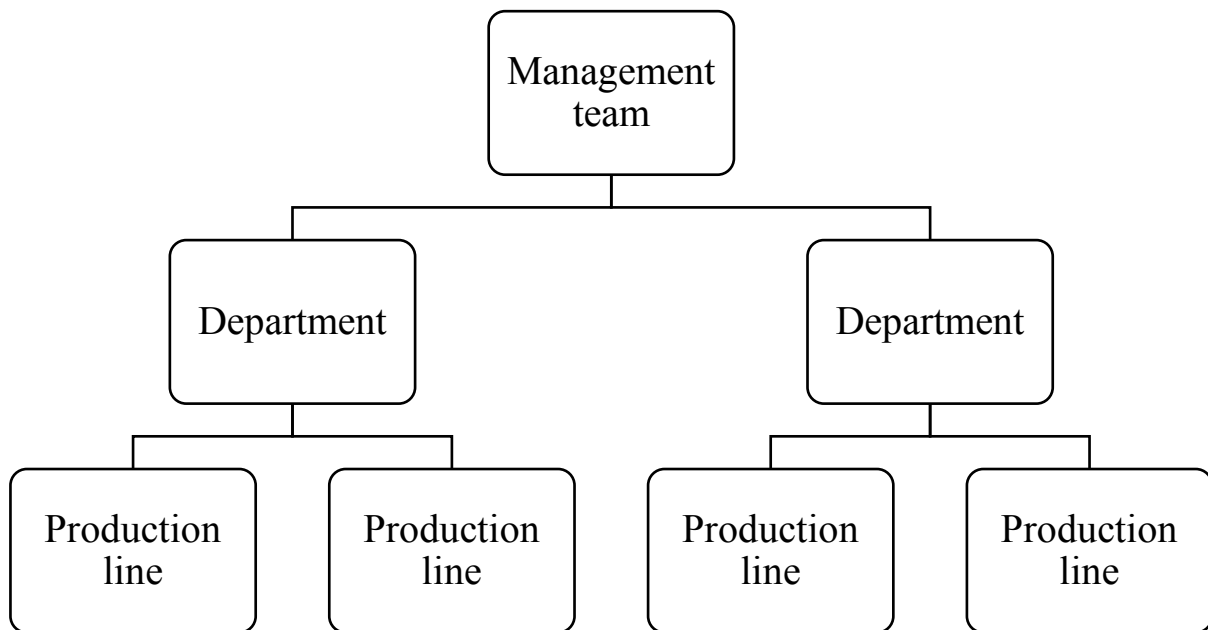 Management
team
Department
Department
Production
line
Production
line
Production
line
Production
line